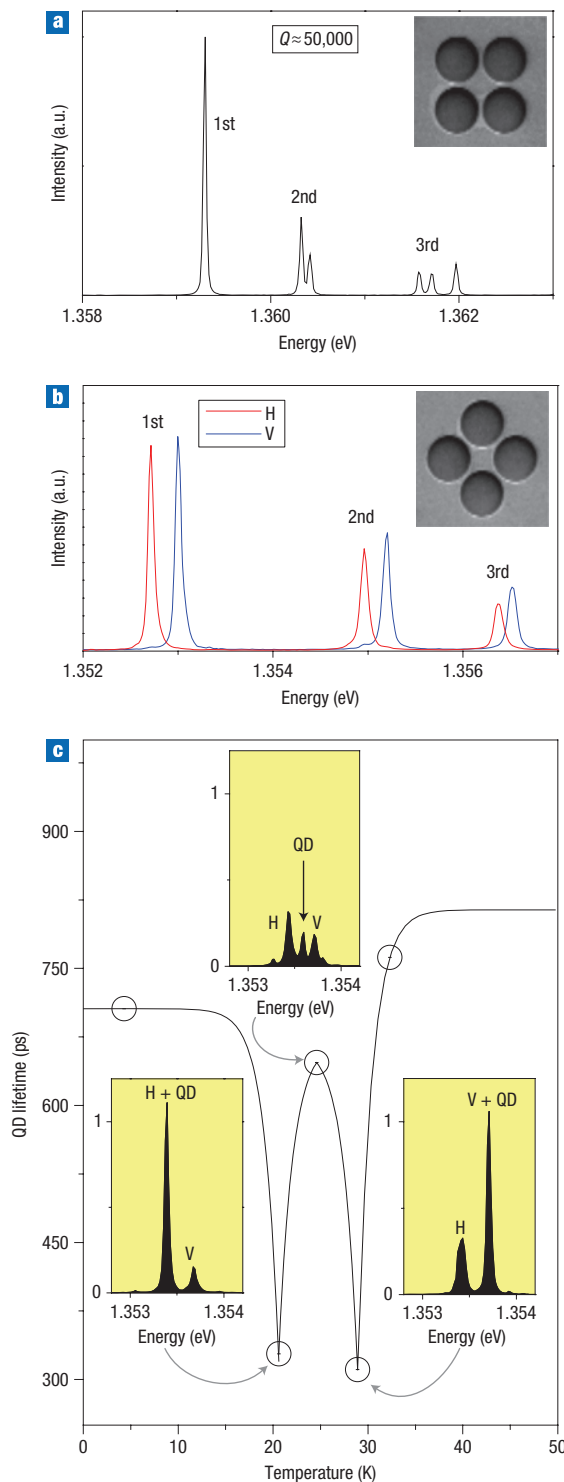 a
Q ≈ 50,000
1st
2nd
3rd
Intensity (a.u.)
1.358
1.360
1.362
Energy (eV)
b
H
V
1st
2nd
3rd
Intensity (a.u.)
1.352
1.354
1.356
Energy (eV)
c
900
750
600
450
300
QD lifetime (ps)
1
QD
H
V
0
1.353
1.354
Energy (eV)
H + QD
1
V
0
1.353
1.354
Energy (eV)
V + QD
1
H
0
1.353
1.354
Energy (eV)
0
10
20
30
40
50
Temperature (K)